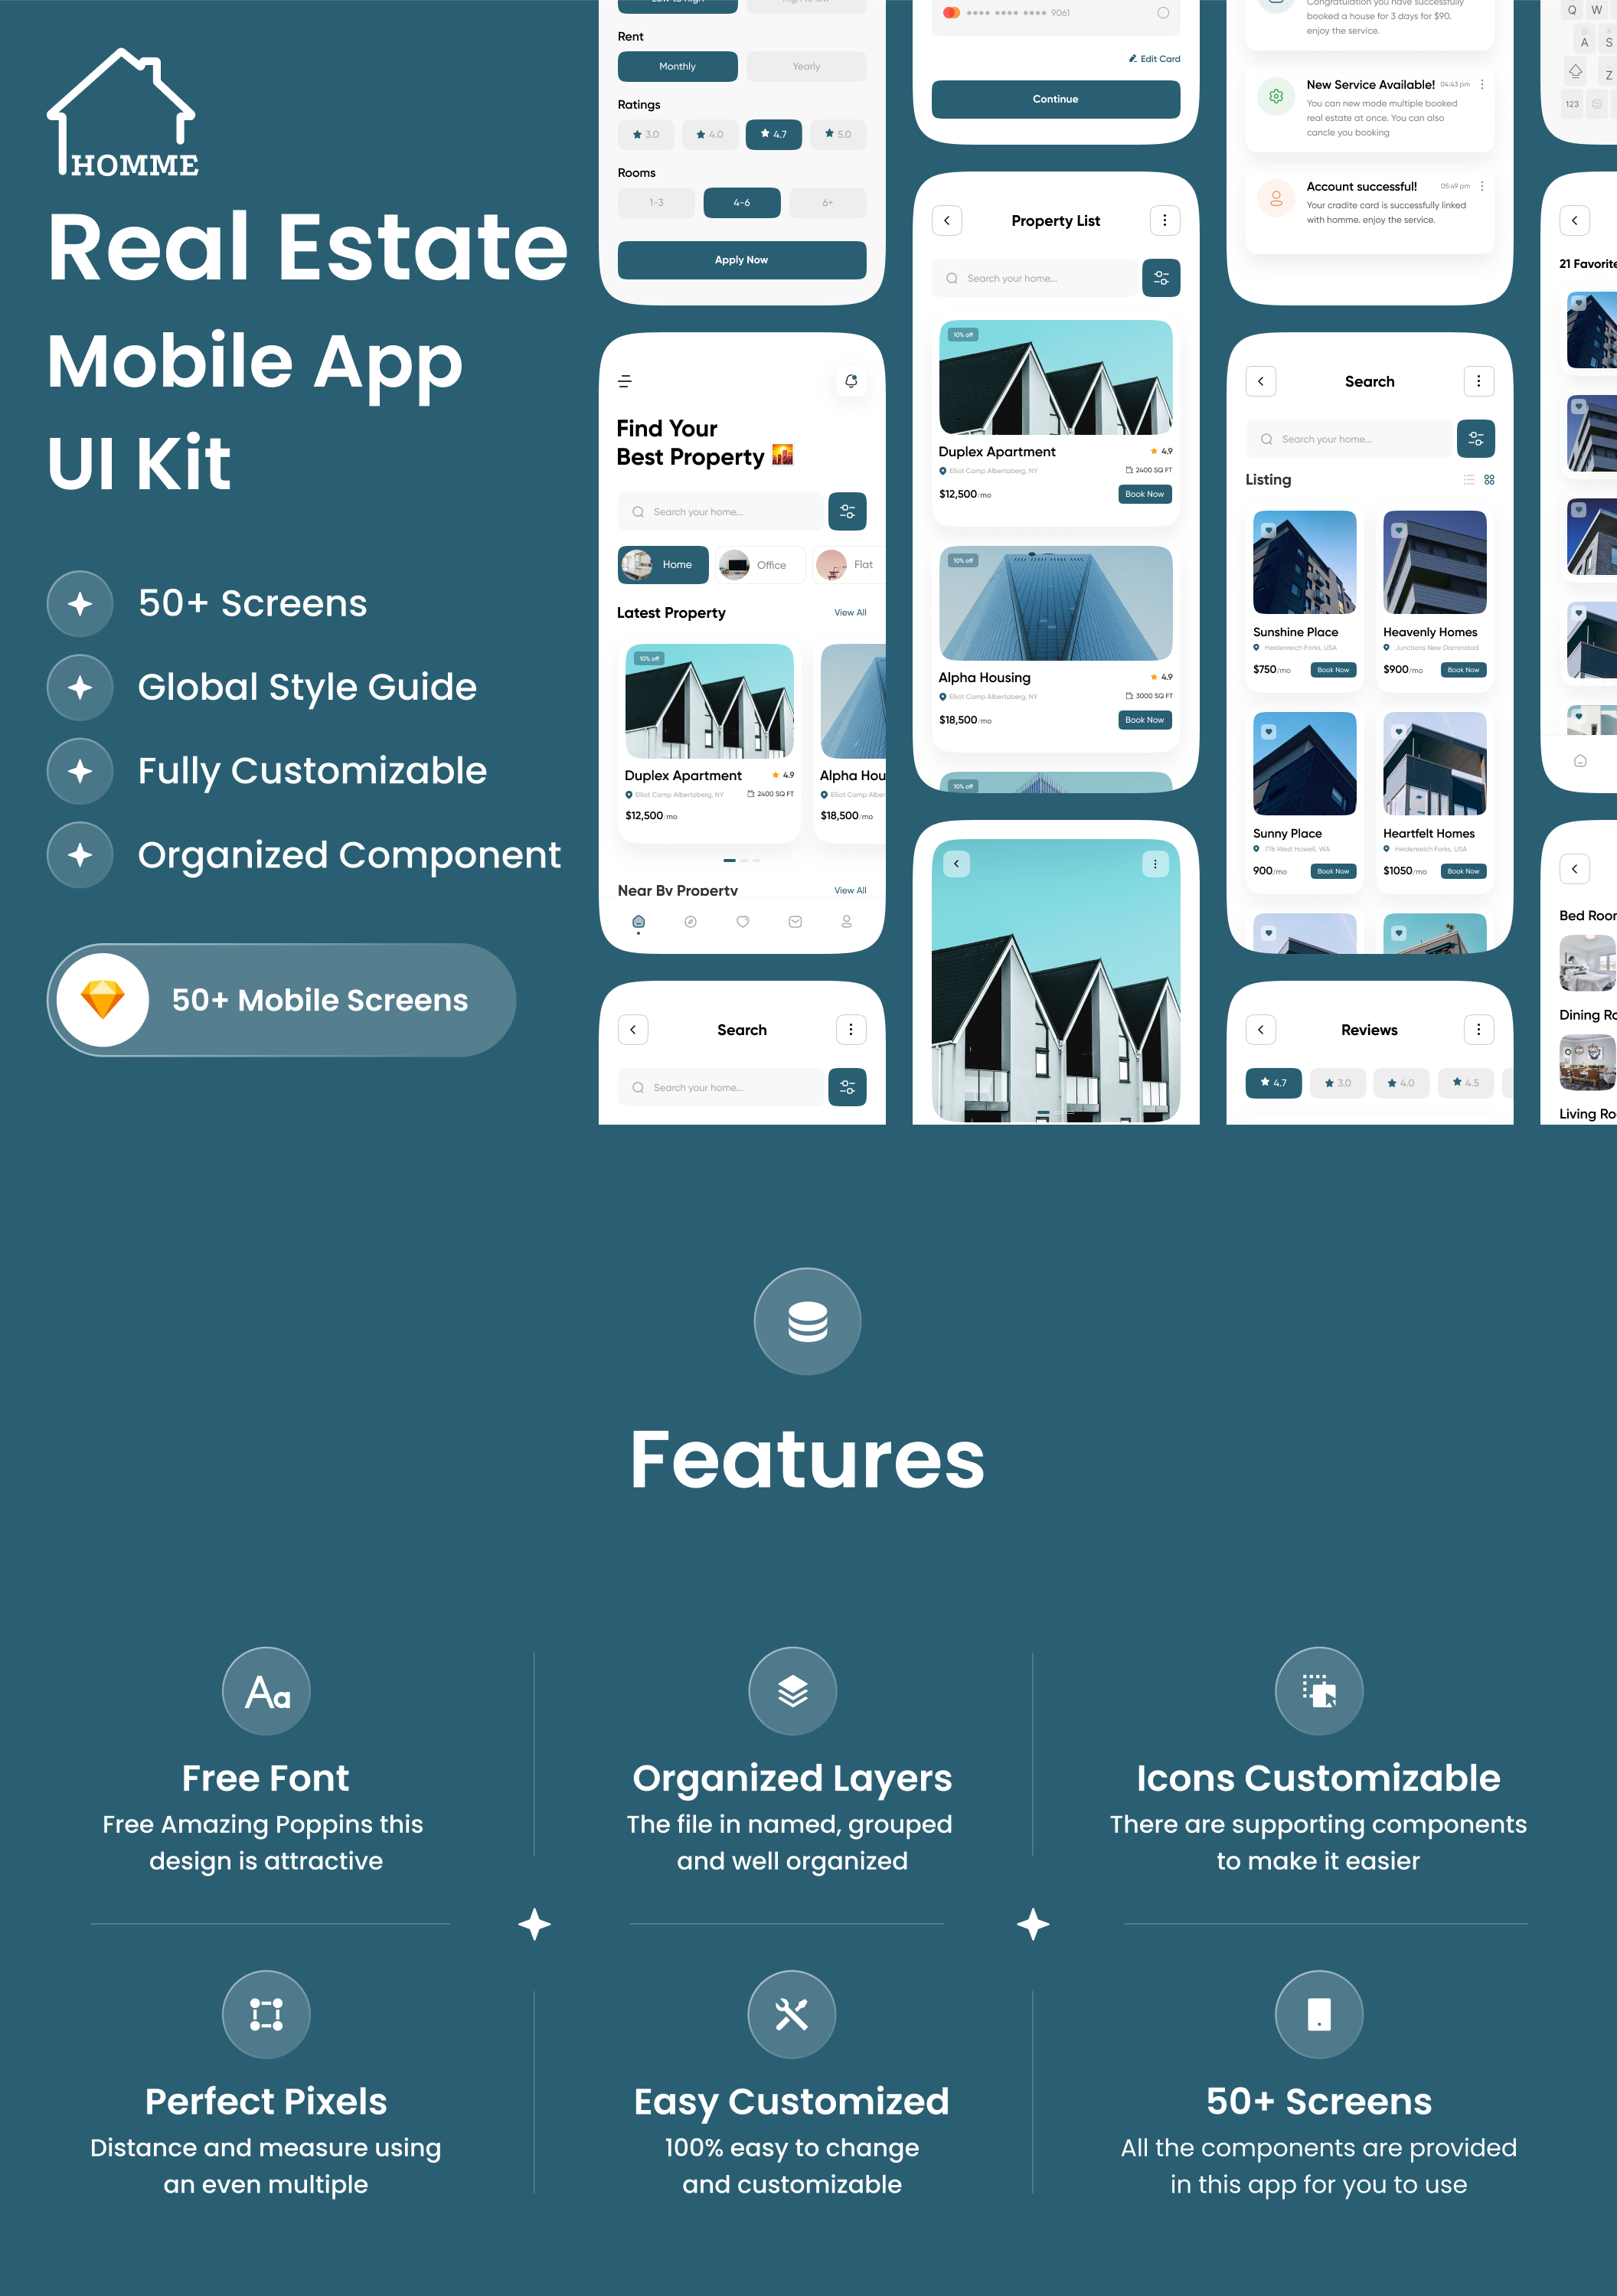 HOMME
Real Estate
Mobile App
UI Kit
50+ Screens
Global Style Guide
Fully Customizable
Organized Component
50+ Mobile Screens
Low to high
High to low
Rent
Monthly
Yearly
Ratings
3.0
4.0
4.7
5.0
Rooms
1-3
4-6
6+
Apply Now
Find Your
Best Property
Search your home...
Home
Office
Flat
Latest Property
View All
10% off
Duplex Apartment
4.9
Elliot Camp Albertaberg, NY
2400 SQ FT
$12,500/mo
Alpha Hou
Elliot Camp Alber
$18,500/mo
Near By Property
View All
Search
Search your home...
•••• •••• •••• 9061
Edit Card
Continue
Property List
Search your home...
10% off
Duplex Apartment
4.9
Elliot Camp Albertaberg, NY
2400 SQ FT
$12,500/mo
Book Now
10% off
Alpha Housing
4.9
Elliot Camp Albertaberg, NY
3000 SQ FT
$18,500/mo
Book Now
10% off
Congratulation you have successfully
booked a house for 3 days for $90.
enjoy the service.
New Service Available!
04:43 pm
You can new mode multiple booked
real estate at once. You can also
cancle you booking
Account successful!
05:49 pm
Your cradite card is successfully linked
with homme. enjoy the service.
Search
Search your home...
Listing
Sunshine Place
Heidenreich Forks, USA
$750/mo
Book Now
Heavenly Homes
Junctions New Darronstad
$900/mo
Book Now
Sunny Place
776 West Howell, WA
900/mo
Book Now
Heartfelt Homes
Heidenreich Forks, USA
$1050/mo
Book Now
Reviews
4.7
3.0
4.0
4.5
Q W
A S
Z
123
21 Favorite
Bed Roor
Dining Ro
Living Ro
Features
Aa
Free Font
Free Amazing Poppins this
design is attractive
Organized Layers
The file in named, grouped
and well organized
Icons Customizable
There are supporting components
to make it easier
Perfect Pixels
Distance and measure using
an even multiple
Easy Customized
100% easy to change
and customizable
50+ Screens
All the components are provided
in this app for you to use